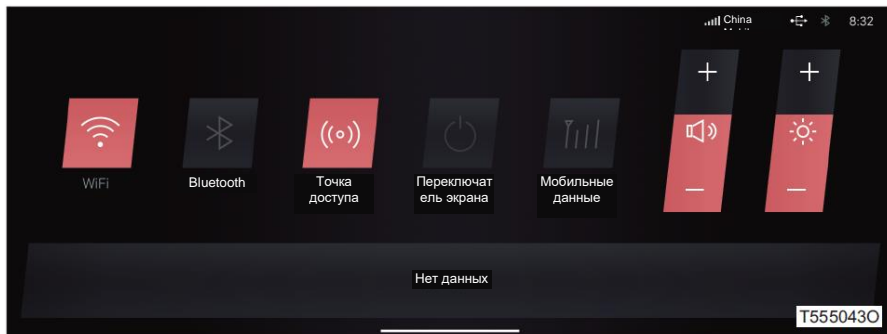 China
8:32
WiFi
Bluetooth
Точка
доступа
Переключат
ель экрана
Мобильные
данные
Нет данных
T555043O